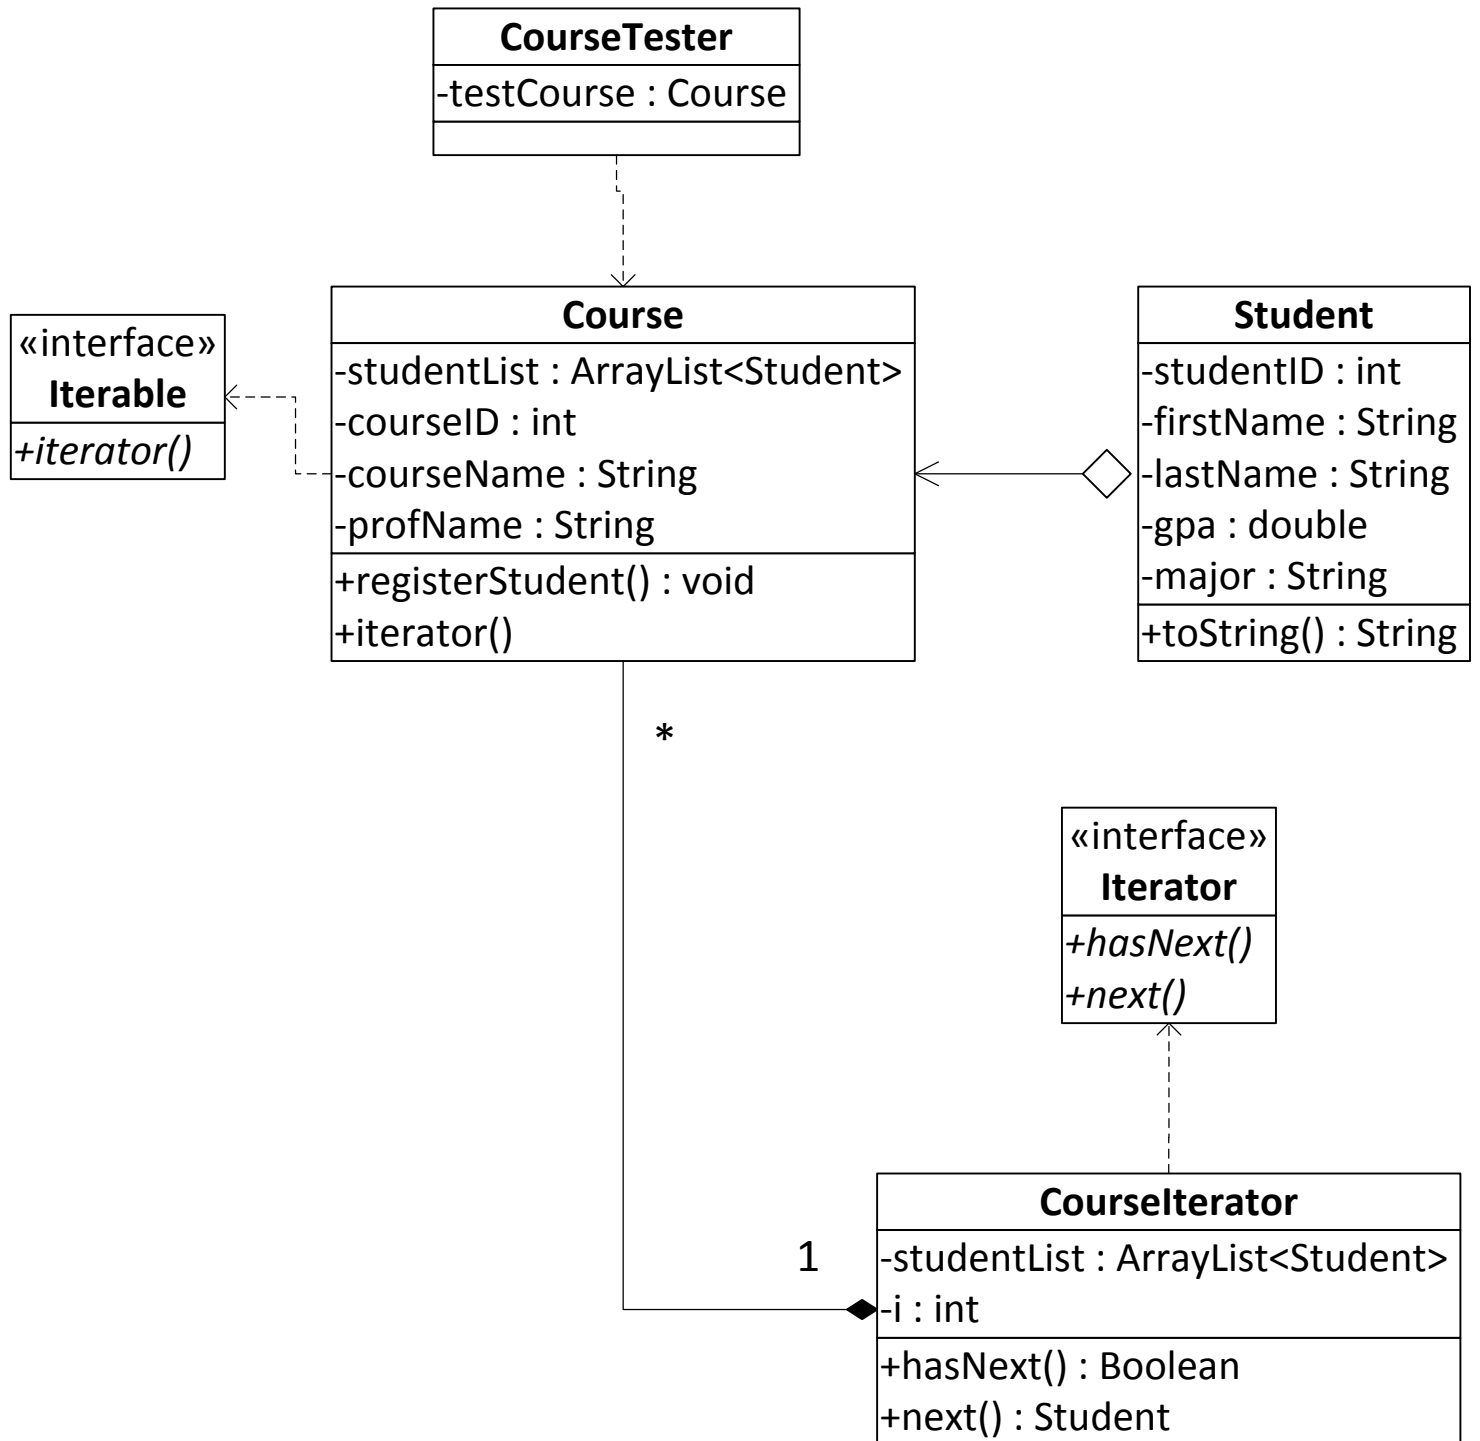 CourseTester
-testCourse : Course
«interface»
Iterable
+iterator()
Course
-studentList : ArrayList<Student>
-courseID : int
-courseName : String
-profName : String
+registerStudent() : void
+iterator()
Student
-studentID : int
-firstName : String
-lastName : String
-gpa : double
-major : String
+toString() : String
*
«interface»
Iterator
+hasNext()
+next()
1
CourseIterator
-studentList : ArrayList<Student>
-i : int
+hasNext() : Boolean
+next() : Student